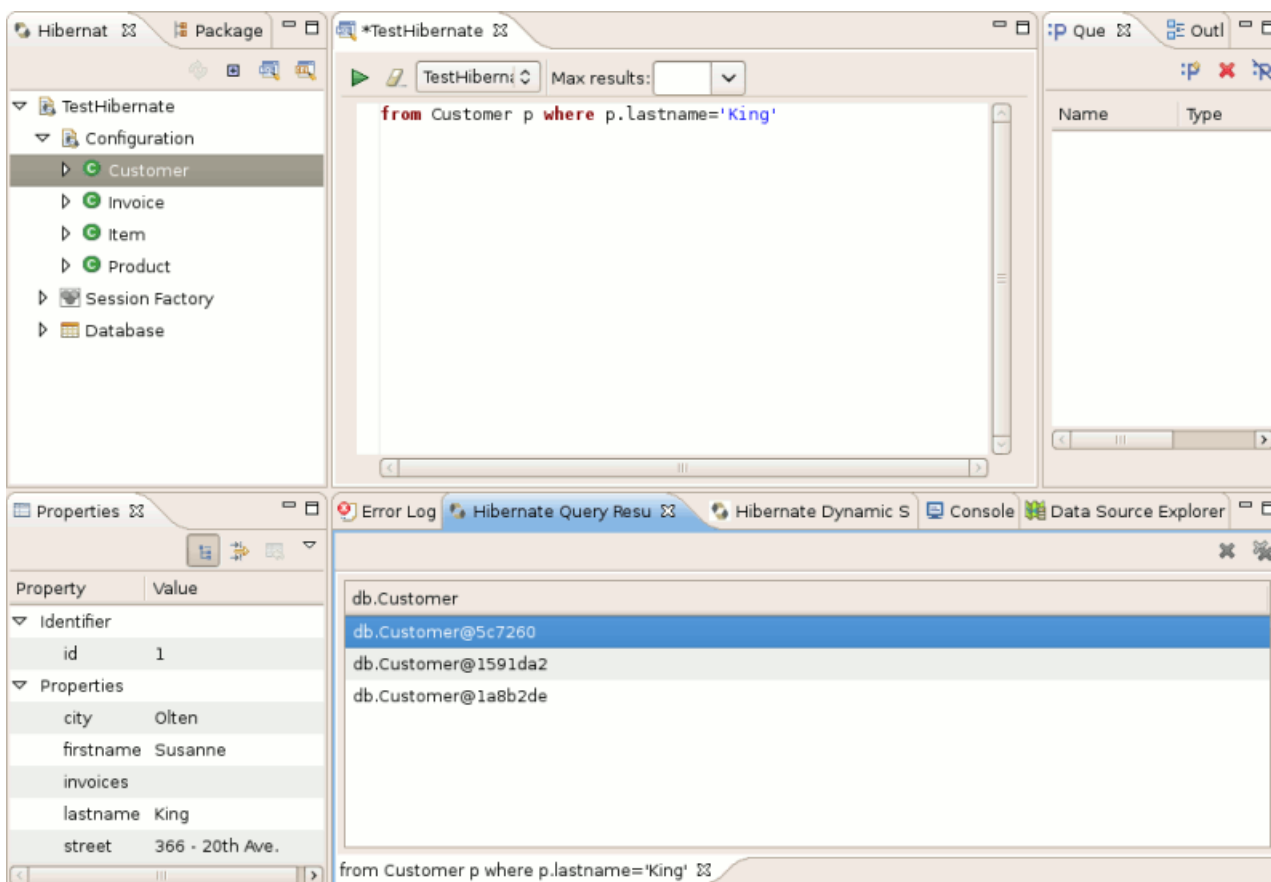 Hibernat
Package
TestHibernate
Configuration
Customer
Invoice
Item
Product
Session Factory
Database
*TestHibernate
TestHiberna Max results:
from Customer p where p.lastname='King'
:P Que
Outl
Name Type
Properties
Property Value
Identifier
id 1
Properties
city Olten
firstname Susanne
invoices
lastname King
street 366 - 20th Ave.
Error Log Hibernate Query Resu Hibernate Dynamic S Console Data Source Explorer
db.Customer
db.Customer@5c7260
db.Customer@1591da2
db.Customer@1a8b2de
from Customer p where p.lastname='King'